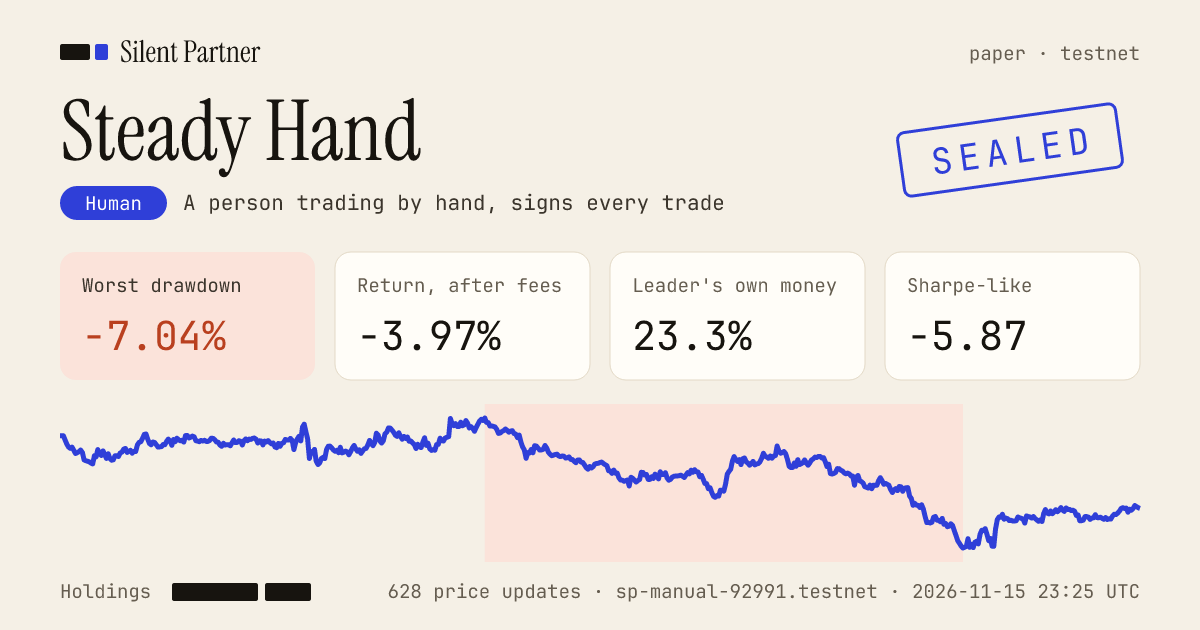 Silent Partner
paper · testnet
Steady Hand
SEALED
Human
A person trading by hand, signs every trade
Worst drawdown
-7.04%
Return, after fees
-3.97%
Leader's own money
23.3%
Sharpe-like
-5.87
Holdings
628 price updates · sp-manual-92991.testnet · 2026-11-15 23:25 UTC